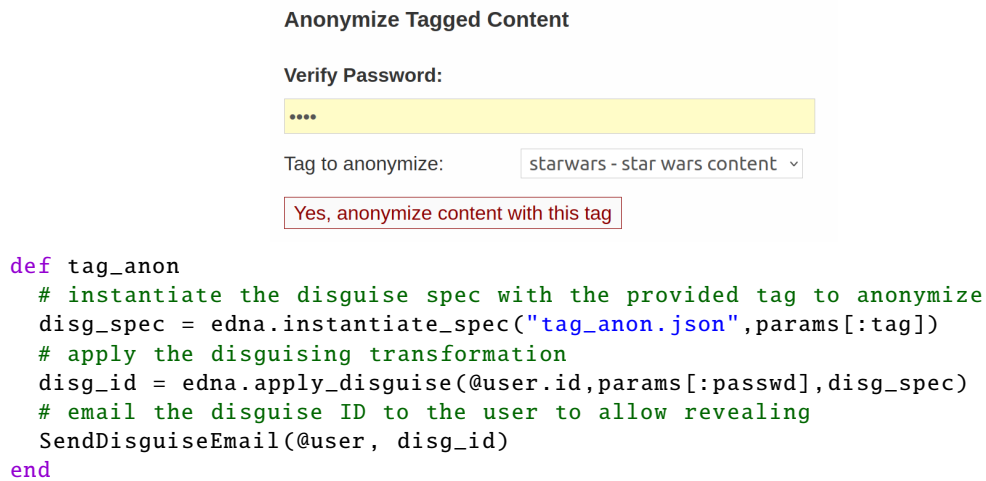 Anonymize Tagged Content
Verify Password:
••••
Tag to anonymize: starwars - star wars content
Yes, anonymize content with this tag
def tag_anon
  # instantiate the disguise spec with the provided tag to anonymize
  disg_spec = edna.instantiate_spec("tag_anon.json",params[:tag])
  # apply the disguising transformation
  disg_id = edna.apply_disguise(@user.id,params[:passwd],disg_spec)
  # email the disguise ID to the user to allow revealing
  SendDisguiseEmail(@user, disg_id)
end